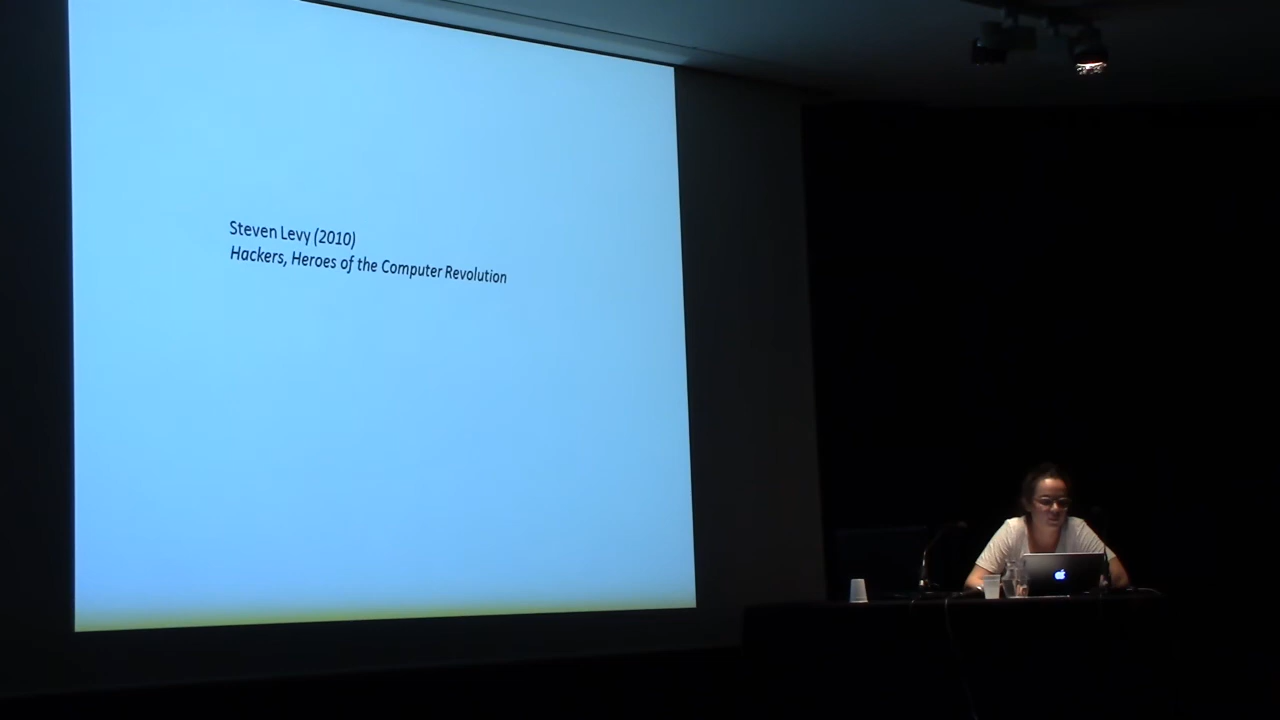 Steven Levy (2010)
Hackers, Heroes of the Computer Revolution